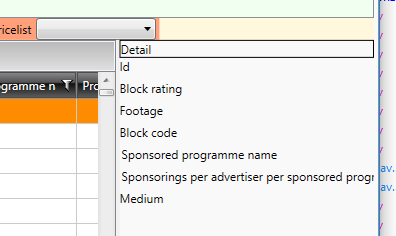 ricelist
Detail
Id
ogramme n Pro
Block rating
Footage
Block code
Sponsored programme name
Sponsorings per advertiser per sponsored progr
Medium
av.
av.